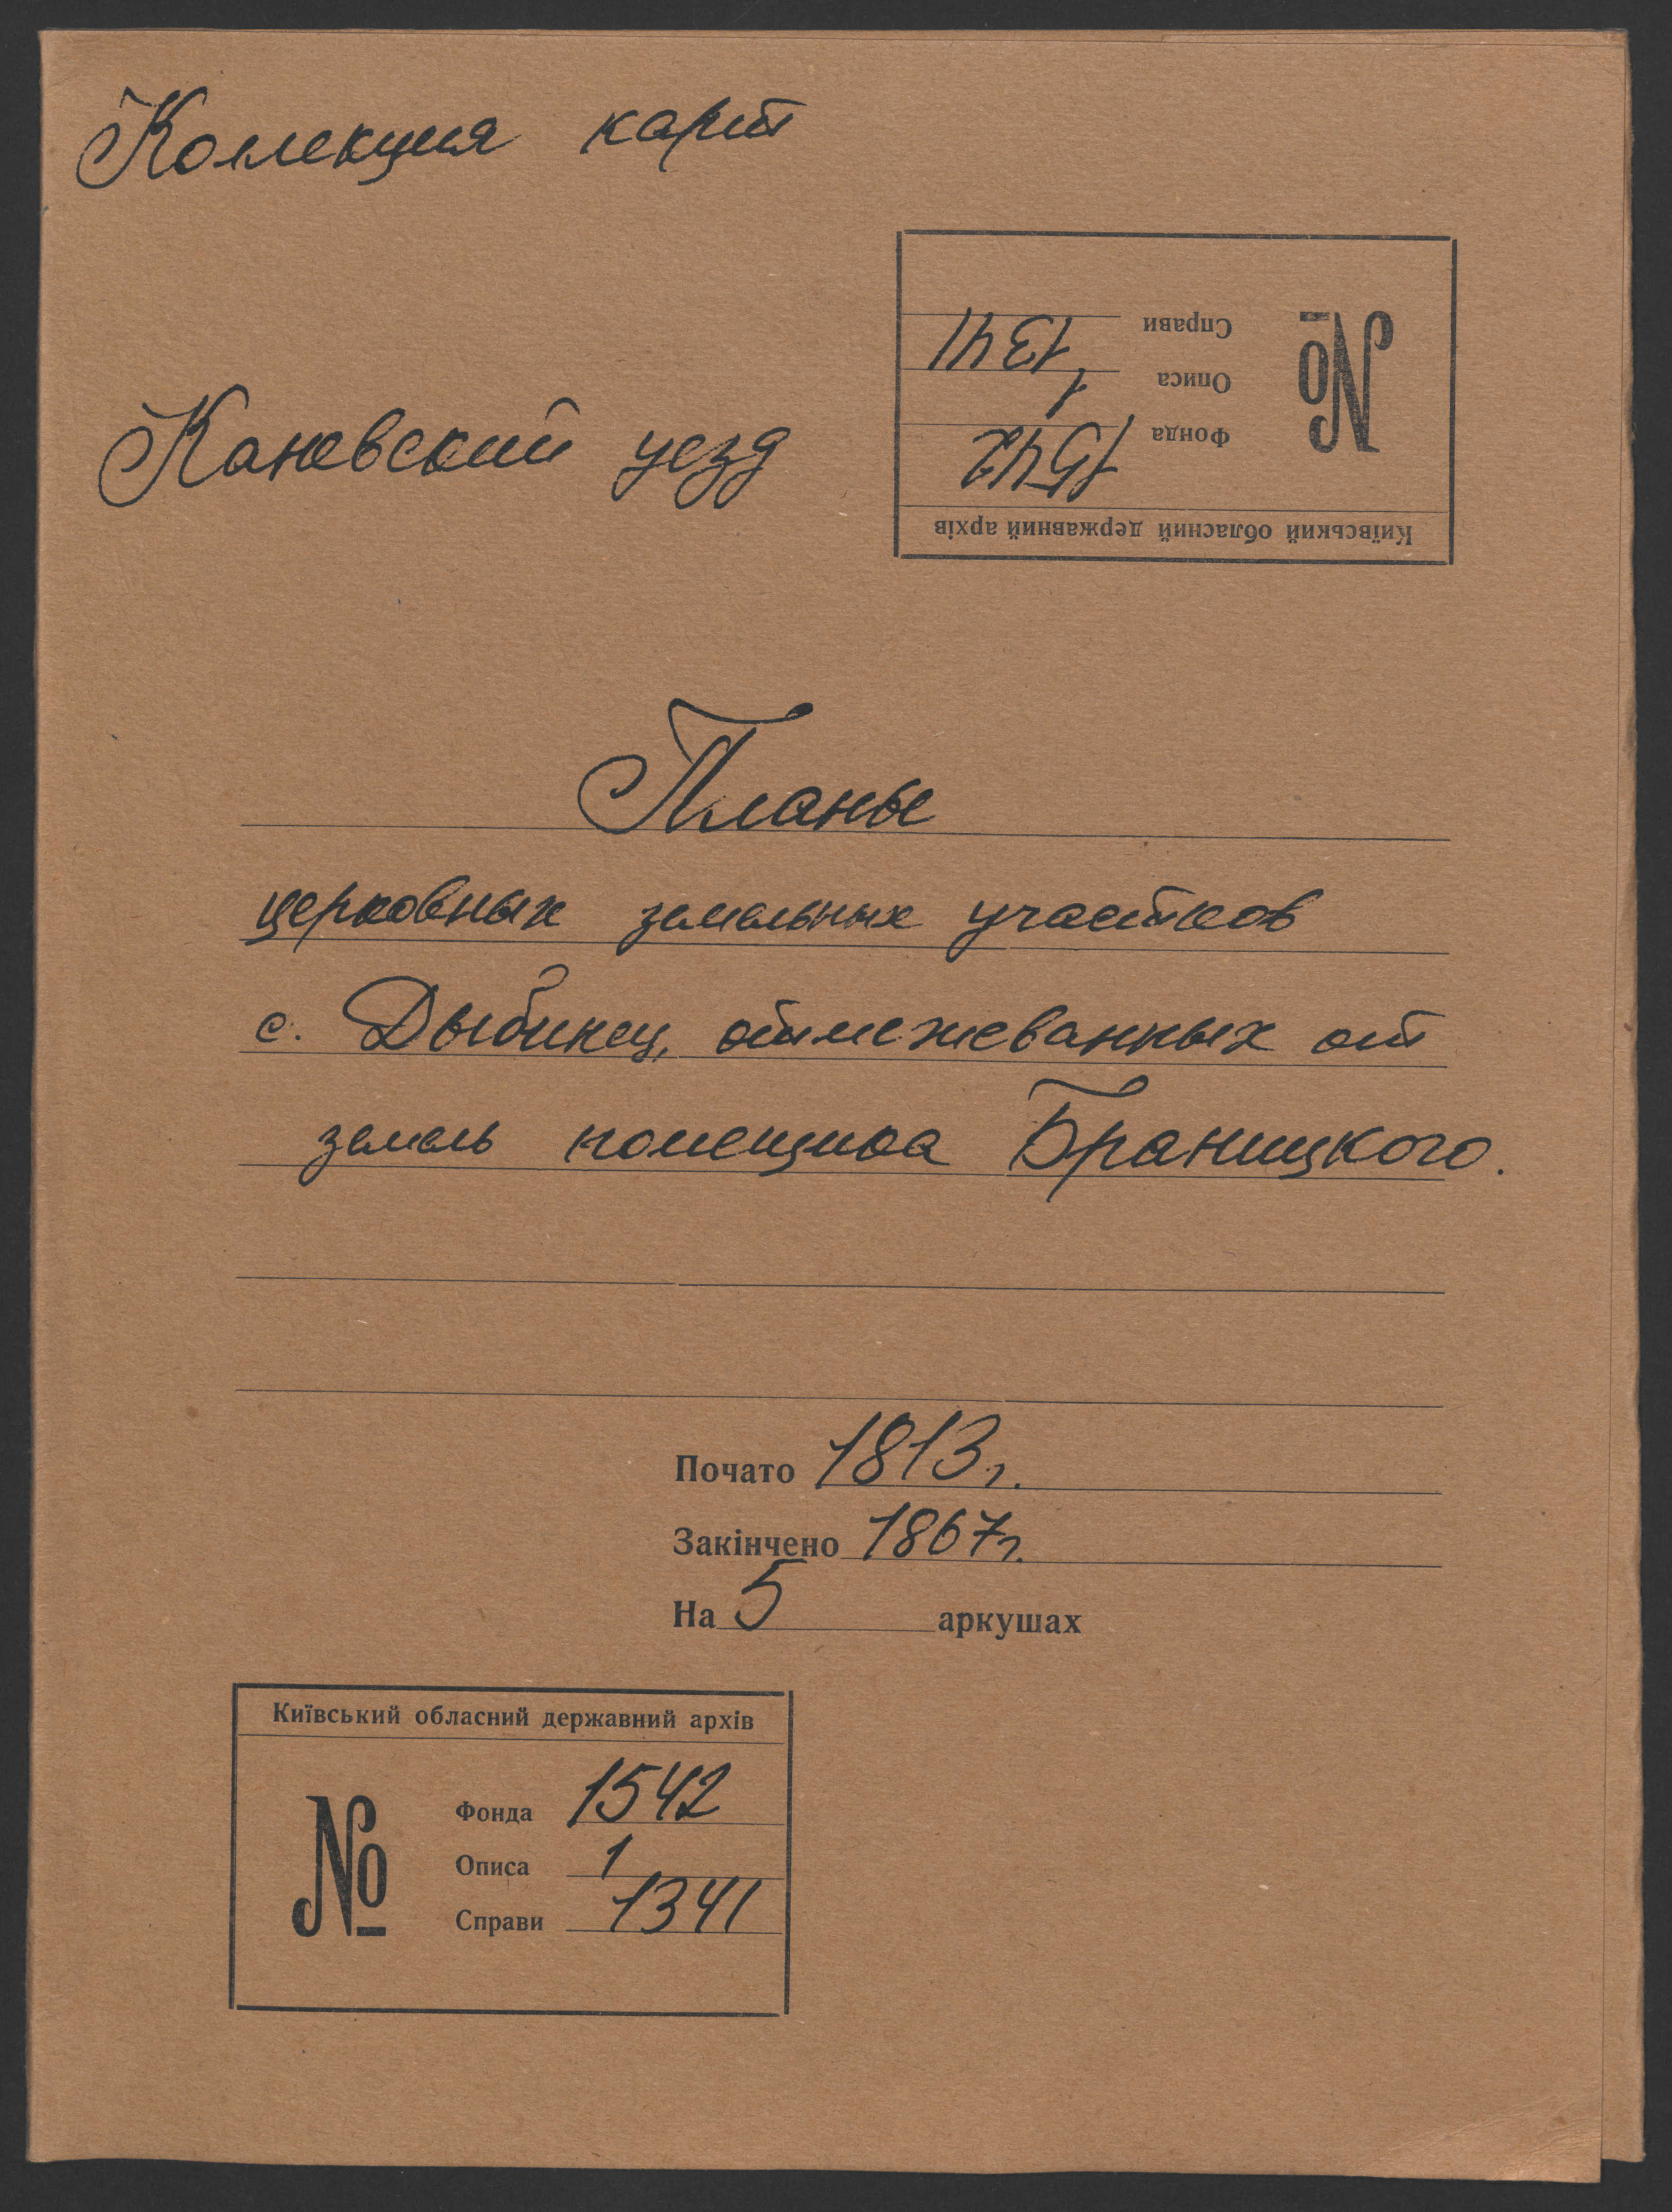 Коллекция карт
Справи 1341
Описа 1
№
Фонда 1542
Київський обласний державний архів
Каневский уезд
Планы
церковных земельных участков
с. Дыбинец, отмежеванных от
земель помещика Браницкого.
Почато 1813 г.
Закінчено 1867 г.
На 5 аркушах
Київський обласний державний архів
№
Фонда 1542
Описа 1
Справи 1341